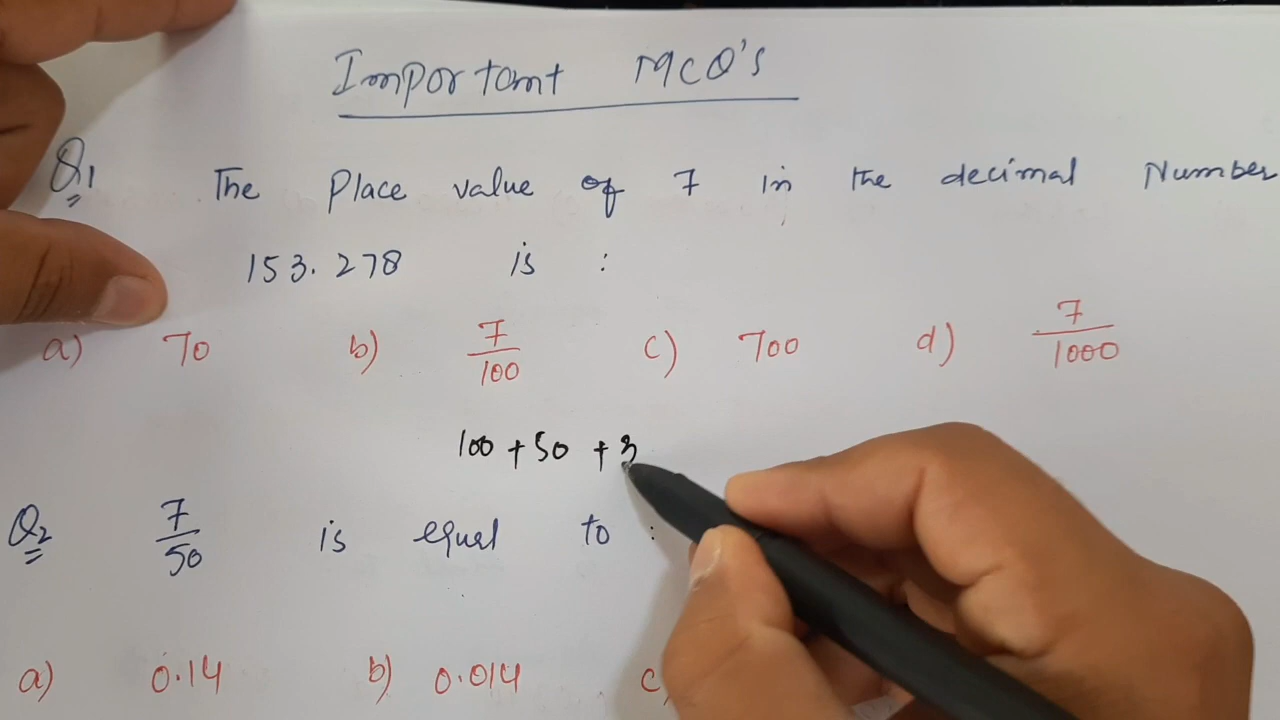 Important MCQ's
Q1 The Place value of 7 in the decimal Number
153.278 is :
a) 70 b) 7/100 c) 700 d) 7/1000
100 + 50 + 3
Q2 7/50 is equal to :
a) 0.14 b) 0.014 c)